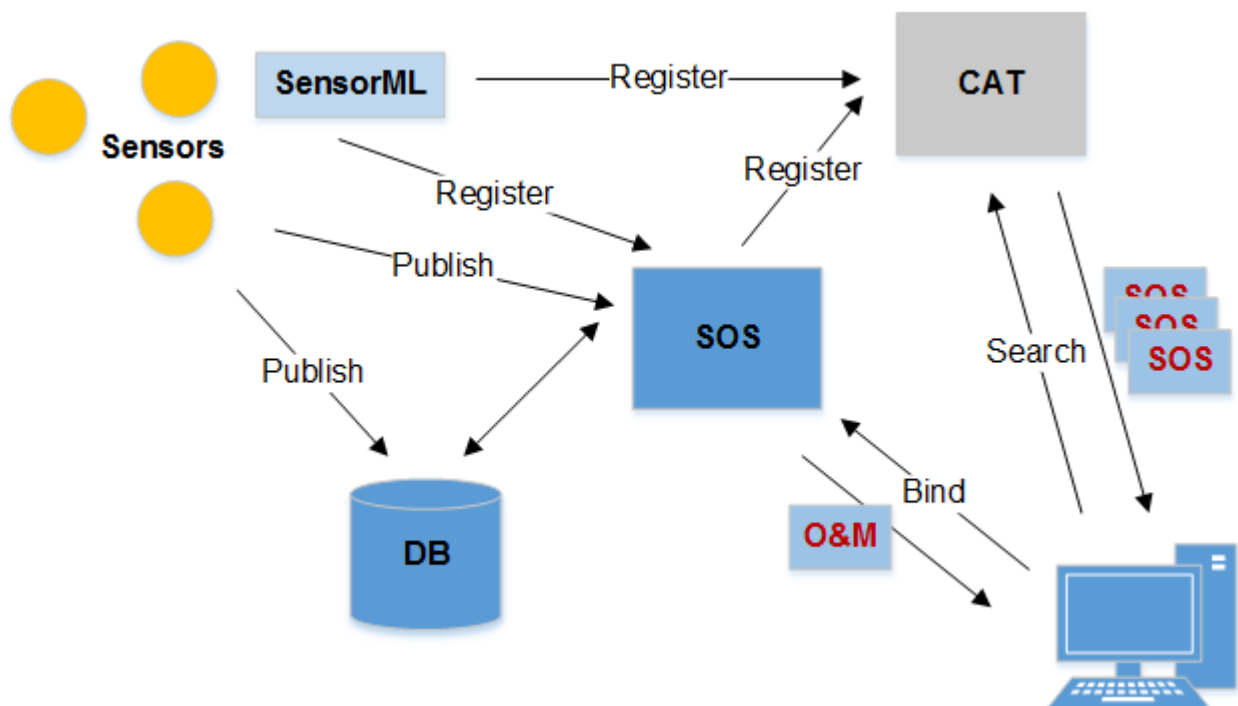 SensorML
Register
CAT
Sensors
Register
Register
Publish
SOS
SOS
SOS
SOS
Search
Publish
Bind
O&M
DB